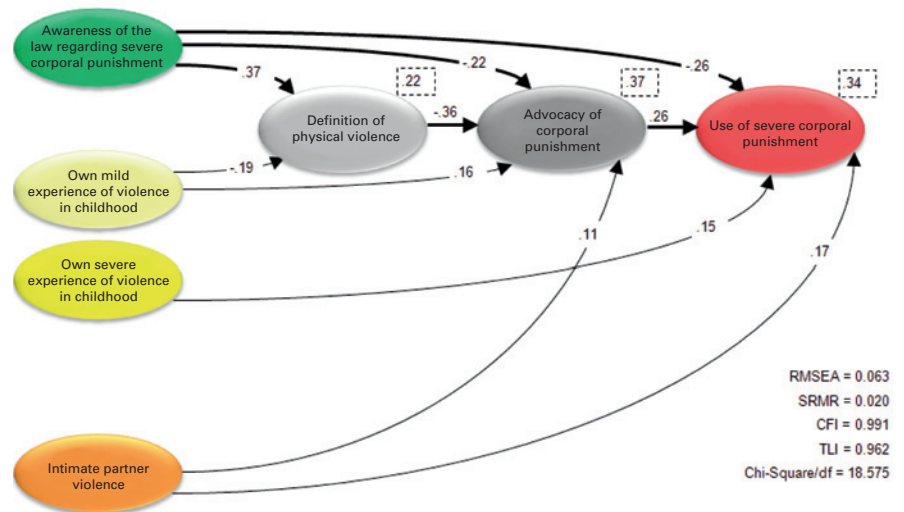 Awareness of the
law regarding severe
corporal punishment
.37
-.22
-.26
.22
.37
.34
Definition of
physical violence
-.36
Advocacy of
corporal
punishment
.26
Use of severe corporal
punishment
-.19
.16
Own mild
experience of violence
in childhood
.11
.15
.17
Own severe
experience of violence
in childhood
RMSEA = 0.063
SRMR = 0.020
CFI = 0.991
TLI = 0.962
Chi-Square/df = 18.575
Intimate partner
violence